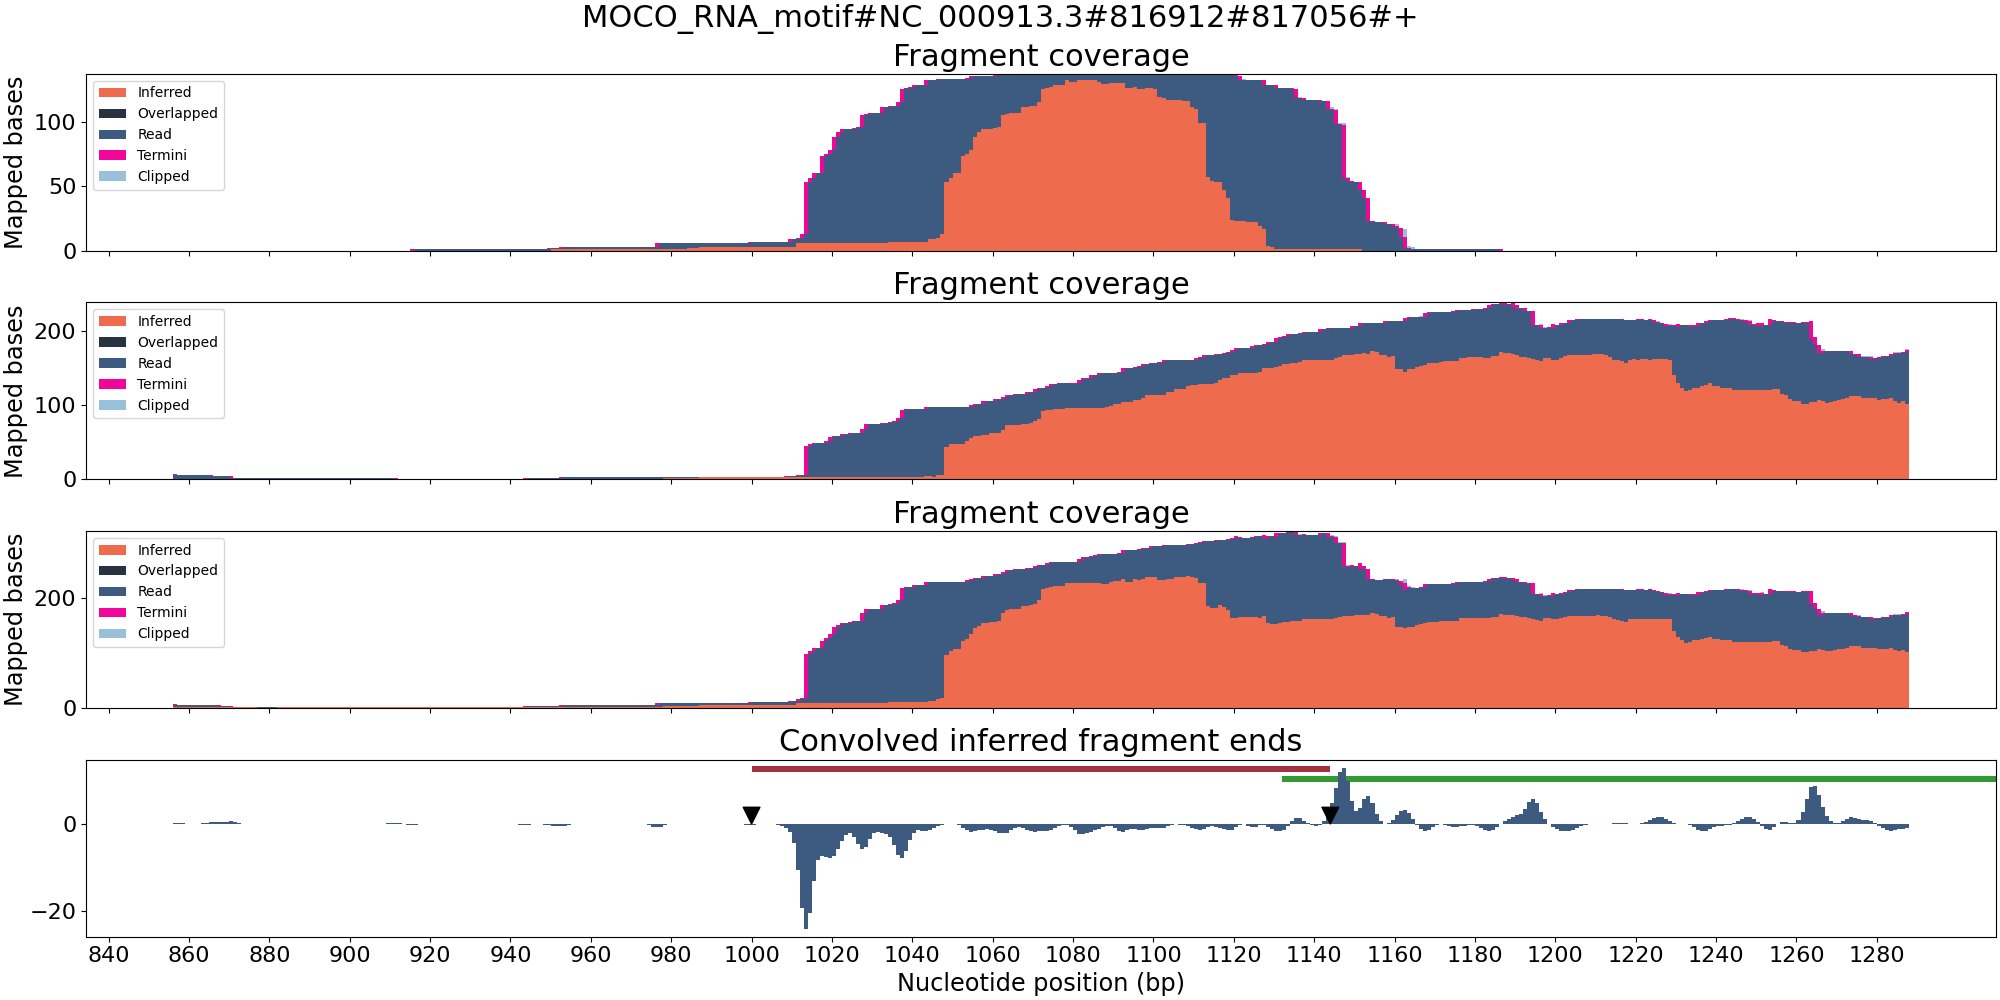 MOCO_RNA_motif#NC_000913.3#816912#817056#+
Fragment coverage
Mapped bases
100
50
0
Inferred
Overlapped
Read
Termini
Clipped
Fragment coverage
Mapped bases
200
100
0
Inferred
Overlapped
Read
Termini
Clipped
Fragment coverage
Mapped bases
200
0
Inferred
Overlapped
Read
Termini
Clipped
Convolved inferred fragment ends
0
−20
840 860 880 900 920 940 960 980 1000 1020 1040 1060 1080 1100 1120 1140 1160 1180 1200 1220 1240 1260 1280
Nucleotide position (bp)